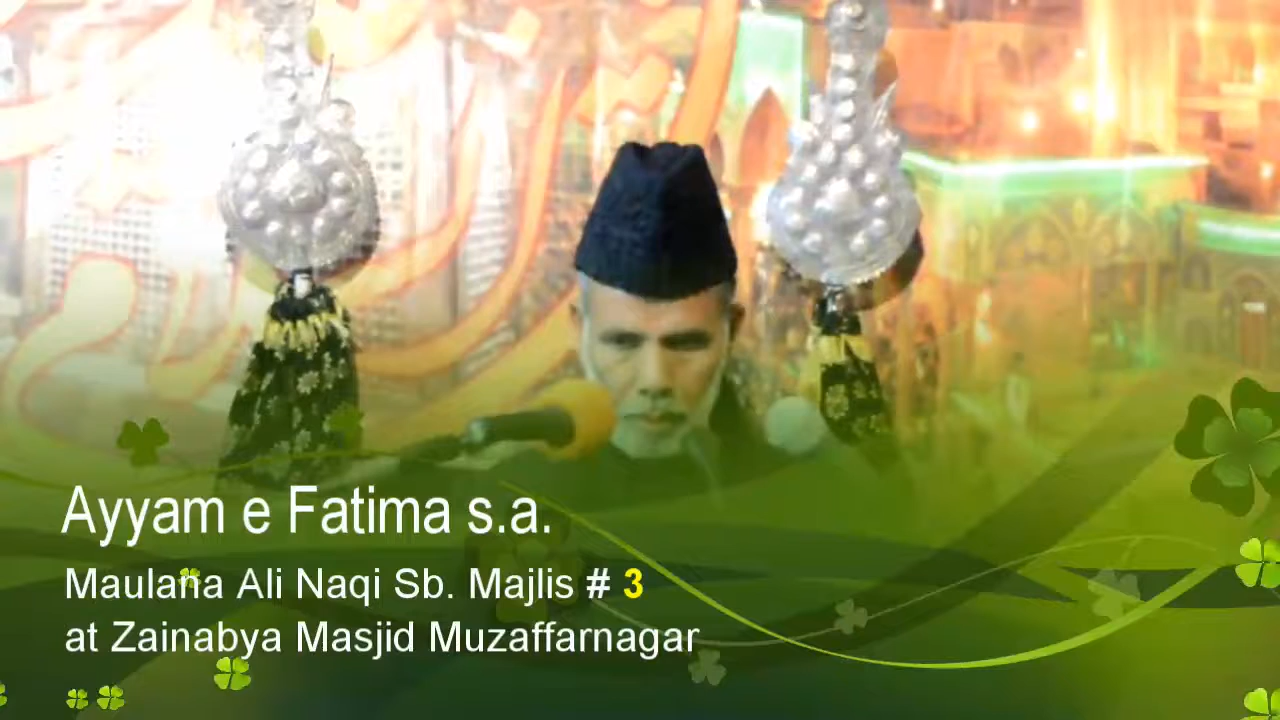 Ayyam e Fatima s.a.
Maulana Ali Naqi Sb. Majlis # 3
at Zainabya Masjid Muzaffarnagar